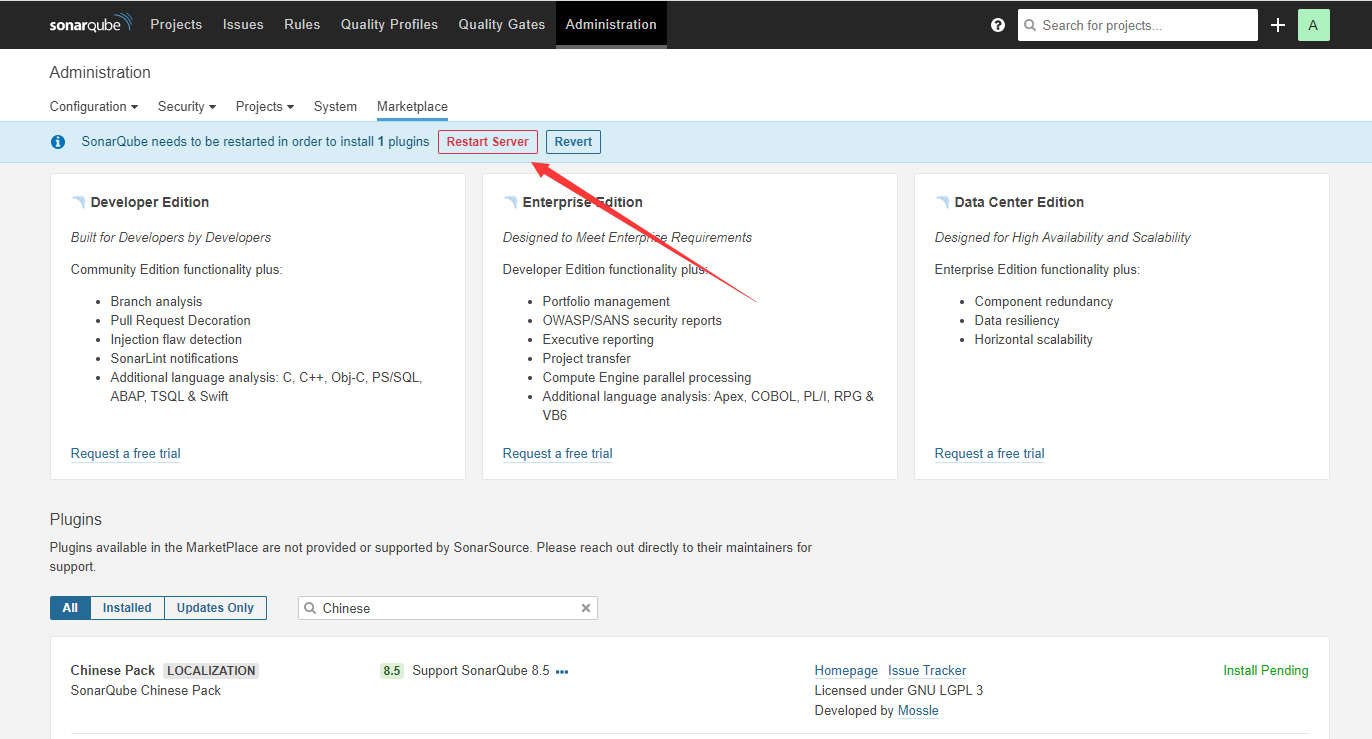 sonarqube Projects Issues Rules Quality Profiles Quality Gates Administration ? Search for projects... + A
Administration
Configuration Security Projects System Marketplace
SonarQube needs to be restarted in order to install 1 plugins Restart Server Revert
Developer Edition
Built for Developers by Developers
Community Edition functionality plus:
• Branch analysis
• Pull Request Decoration
• Injection flaw detection
• SonarLint notifications
• Additional language analysis: C, C++, Obj-C, PS/SQL,
ABAP, TSQL & Swift
Request a free trial
Enterprise Edition
Designed to Meet Enterprise Requirements
Developer Edition functionality plus:
• Portfolio management
• OWASP/SANS security reports
• Executive reporting
• Project transfer
• Compute Engine parallel processing
• Additional language analysis: Apex, COBOL, PL/I, RPG &
VB6
Request a free trial
Data Center Edition
Designed for High Availability and Scalability
Enterprise Edition functionality plus:
• Component redundancy
• Data resiliency
• Horizontal scalability
Request a free trial
Plugins
Plugins available in the MarketPlace are not provided or supported by SonarSource. Please reach out directly to their maintainers for
support.
All Installed Updates Only Chinese
Chinese Pack LOCALIZATION 8.5 Support SonarQube 8.5 ••• Homepage Issue Tracker Install Pending
SonarQube Chinese Pack Licensed under GNU LGPL 3
Developed by Mossle